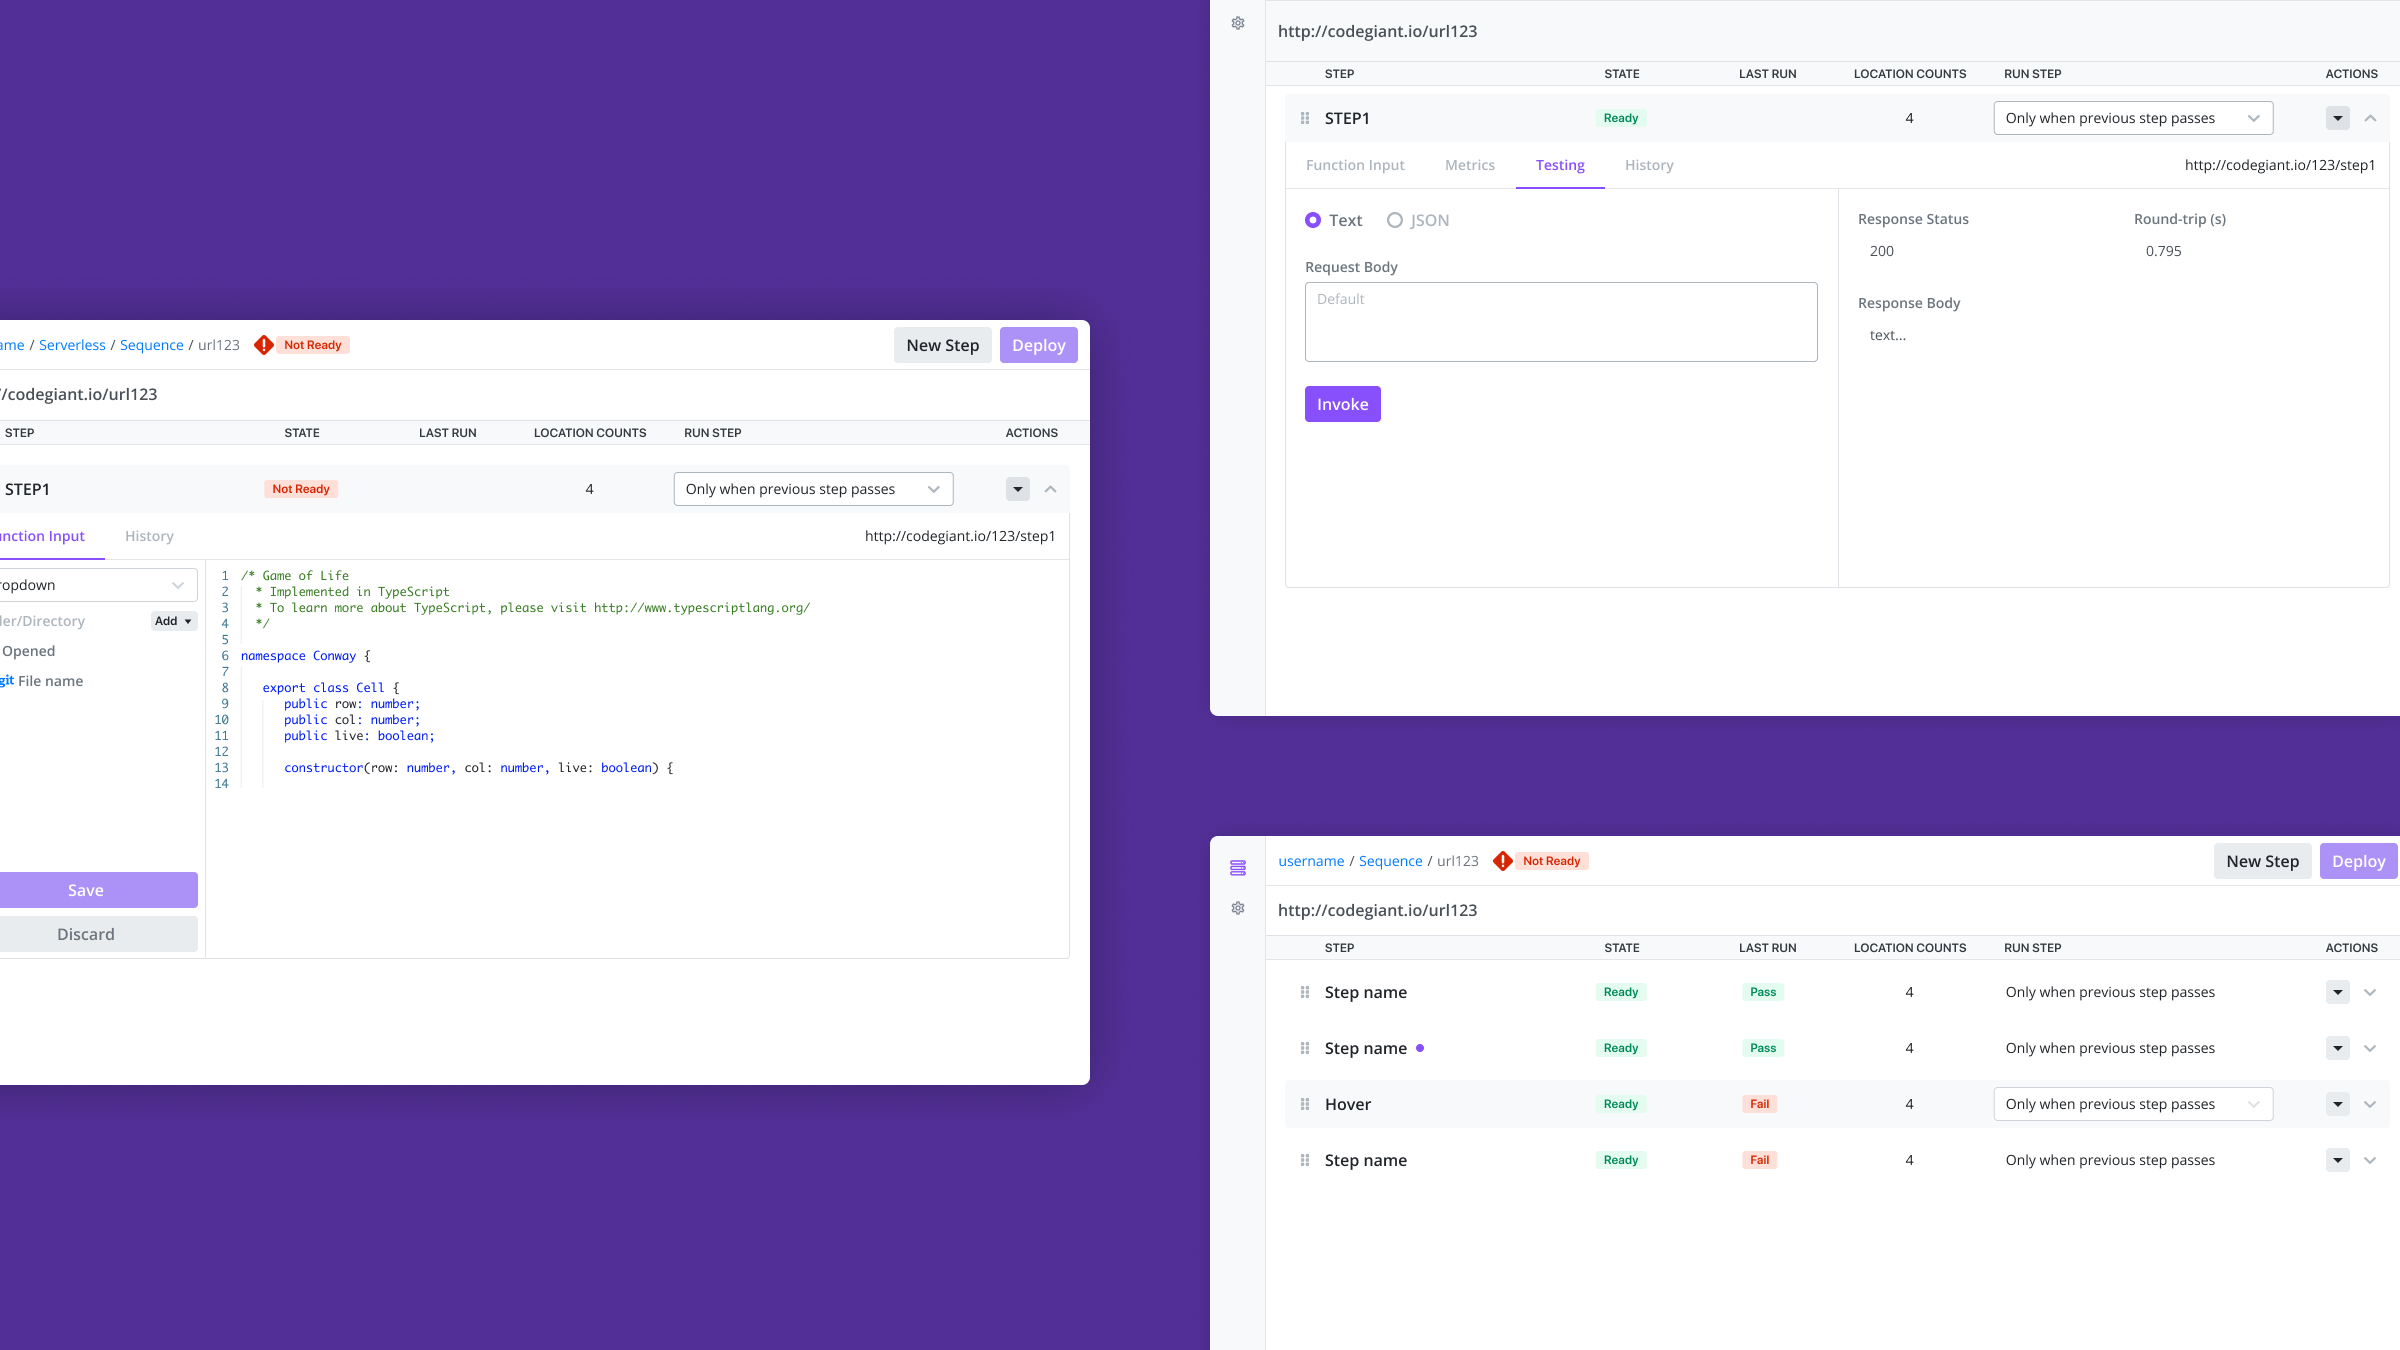 ame / Serverless / Sequence / url123 Not Ready New Step Deploy
//codegiant.io/url123
STEP STATE LAST RUN LOCATION COUNTS RUN STEP ACTIONS
STEP1 Not Ready 4 Only when previous step passes
nction Input History http://codegiant.io/123/step1
ropdown
er/Directory Add
Opened
git File name
Save
Discard
1 /* Game of Life
2 * Implemented in TypeScript
3 * To learn more about TypeScript, please visit http://www.typescriptlang.org/
4 */
5
6 namespace Conway {
7
8 export class Cell {
9 public row: number;
10 public col: number;
11 public live: boolean;
12
13 constructor(row: number, col: number, live: boolean) {
14
http://codegiant.io/url123
STEP STATE LAST RUN LOCATION COUNTS RUN STEP ACTIONS
STEP1 Ready 4 Only when previous step passes
Function Input Metrics Testing History http://codegiant.io/123/step1
Text JSON
Request Body
Default
Invoke
Response Status Round-trip (s)
200 0.795
Response Body
text...
username / Sequence / url123 Not Ready New Step Deploy
http://codegiant.io/url123
STEP STATE LAST RUN LOCATION COUNTS RUN STEP ACTIONS
Step name Ready Pass 4 Only when previous step passes
Step name Ready Pass 4 Only when previous step passes
Hover Ready Fail 4 Only when previous step passes
Step name Ready Fail 4 Only when previous step passes